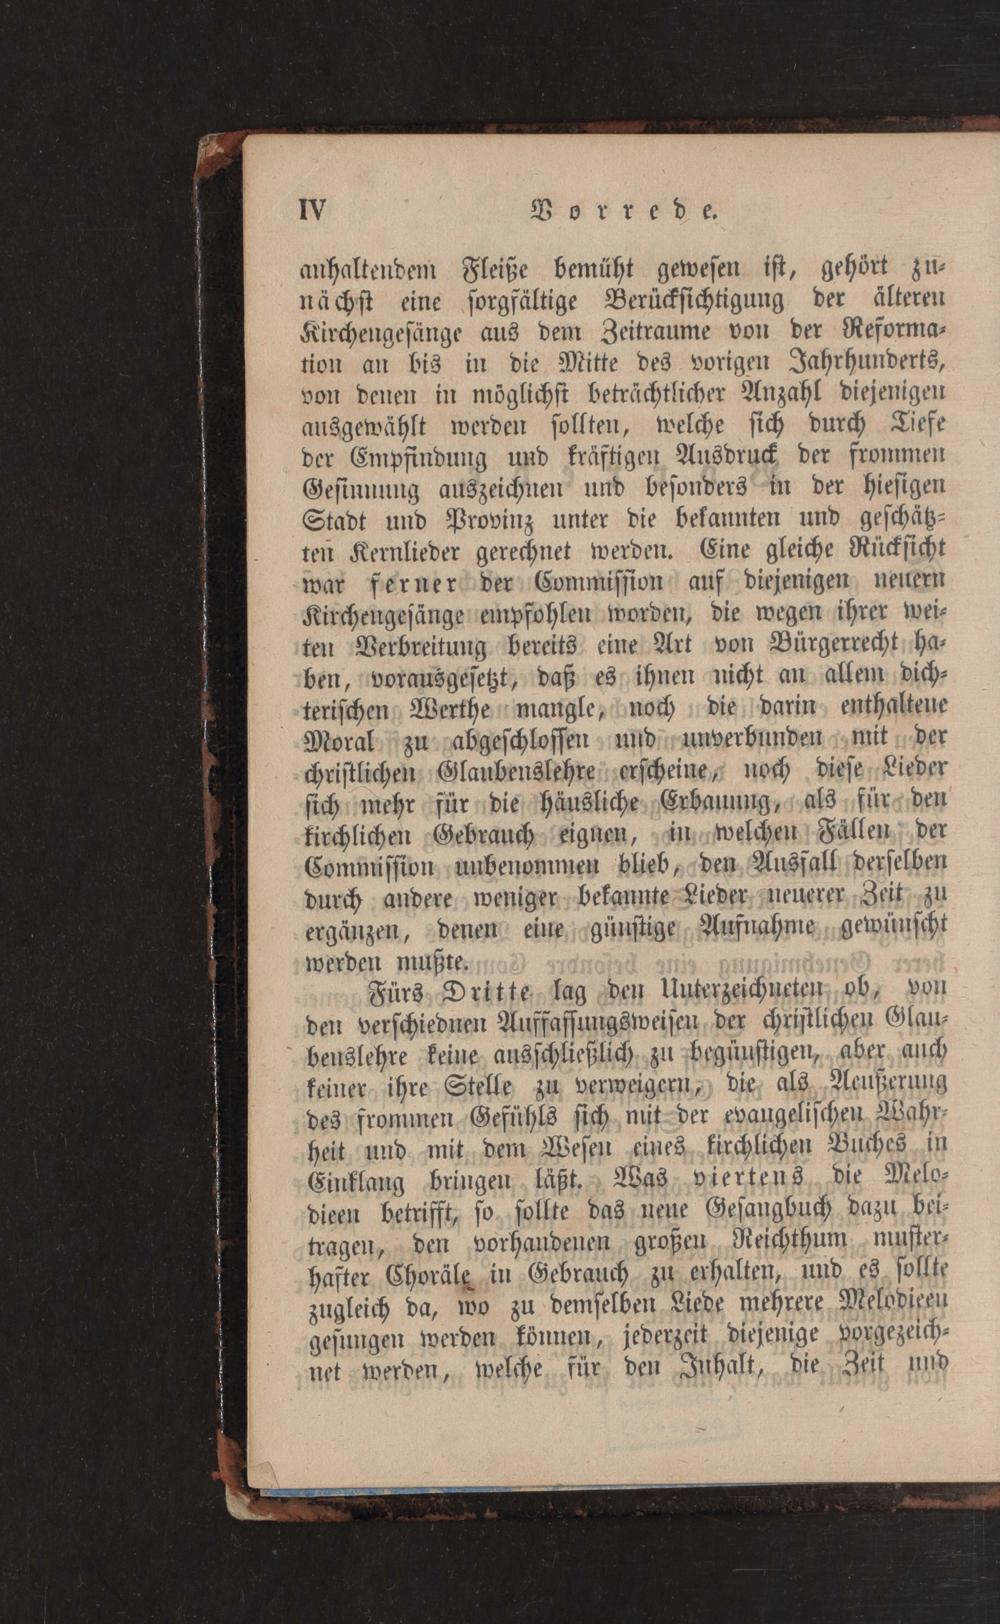 IV Vorrede.
anhaltendem Fleiße bemüht gewesen ist, gehört zu-
nächst eine sorgfältige Berücksichtigung der älteren
Kirchengesänge aus dem Zeitraume von der Reforma-
tion an bis in die Mitte des vorigen Jahrhunderts,
von denen in möglichst beträchtlicher Anzahl diejenigen
ausgewählt werden sollten, welche sich durch Tiefe
der Empfindung und kräftigen Ausdruck der frommen
Gesinnung auszeichnen und besonders in der hiesigen
Stadt und Provinz unter die bekannten und geschätz-
ten Kernlieder gerechnet werden. Eine gleiche Rücksicht
war ferner der Commission auf diejenigen neuern
Kirchengesänge empfohlen worden, die wegen ihrer wei-
ten Verbreitung bereits eine Art von Bürgerrecht ha-
ben, vorausgesetzt, daß es ihnen nicht an allem dich-
terischen Werthe mangle, noch die darin enthaltene
Moral zu abgeschlossen und unverbunden mit der
christlichen Glaubenslehre erscheine, noch diese Lieder
sich mehr für die häusliche Erbauung, als für den
kirchlichen Gebrauch eignen, in welchen Fällen der
Commission unbenommen blieb, den Ausfall derselben
durch andere weniger bekannte Lieder neuerer Zeit zu
ergänzen, denen eine günstige Aufnahme gewünscht
werden mußte.
Fürs Dritte lag den Unterzeichneten ob, von
den verschiednen Auffassungsweisen der christlichen Glau-
benslehre keine ausschließlich zu begünstigen, aber auch
keiner ihre Stelle zu verweigern, die als Aeußerung
des frommen Gefühls sich mit der evangelischen Wahr-
heit und mit dem Wesen eines kirchlichen Buches in
Einklang bringen läßt. Was viertens die Melo-
dieen betrifft, so sollte das neue Gesangbuch dazu bei-
tragen, den vorhandenen großen Reichthum muster-
hafter Choräle in Gebrauch zu erhalten, und es sollte
zugleich da, wo zu demselben Liede mehrere Melodieen
gesungen werden können, jederzeit diejenige vorgezeich-
net werden, welche für den Inhalt, die Zeit und